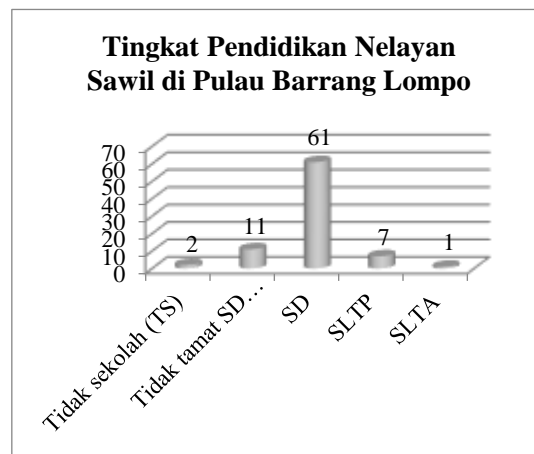 Tingkat Pendidikan Nelayan
Sawil di Pulau Barrang Lompo
70
60
50
40
30
20
10
0
2
11
61
7
1
Tidak sekolah (TS)
Tidak tamat SD…
SD
SLTP
SLTA